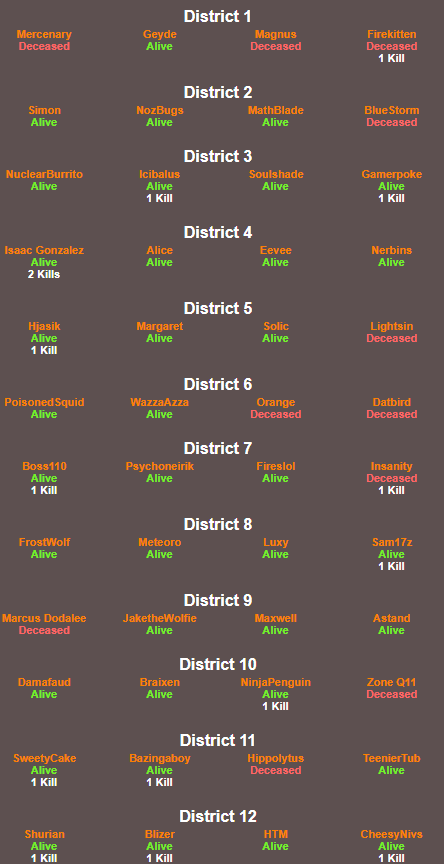 District 1
Mercenary Geyde Magnus Firekitten
Deceased Alive Deceased Deceased
1 Kill
District 2
Simon NozBugs MathBlade BlueStorm
Alive Alive Alive Deceased
District 3
NuclearBurrito Icibalus Soulshade Gamerpoke
Alive Alive Alive Alive
1 Kill 1 Kill
District 4
Isaac Gonzalez Alice Eevee Nerbins
Alive Alive Alive Alive
2 Kills
District 5
Hjasik Margaret Solic Lightsin
Alive Alive Alive Deceased
1 Kill
District 6
PoisonedSquid WazzaAzza Orange Datbird
Alive Alive Deceased Deceased
District 7
Boss110 Psychoneirik Fireslol Insanity
Alive Alive Alive Deceased
1 Kill 1 Kill
District 8
FrostWolf Meteoro Luxy Sam17z
Alive Alive Alive Alive
1 Kill
District 9
Marcus Dodalee JaketheWolfie Maxwell Astand
Deceased Alive Alive Alive
District 10
Damafaud Braixen NinjaPenguin Zone Q11
Alive Alive Alive Deceased
1 Kill
District 11
SweetyCake Bazingaboy Hippolytus TeenierTub
Alive Alive Deceased Alive
1 Kill 1 Kill
District 12
Shurian Blizer HTM CheesyNivs
Alive Alive Alive Alive
1 Kill 1 Kill 1 Kill